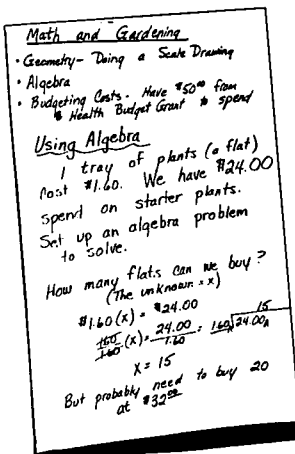 Math and Gardening
• Geometry - Doing a Scale Drawing
• Algebra
• Budgeting Costs - Have $50⁰⁰ from
Health Budget Grant to spend
Using Algebra
1 tray of plants (a flat)
cost $1.60. We have $24.00
spend on starter plants.
Set up an algebra problem
to solve.
How many flats can we buy?
(The unknown = x)
$1.60 (x) = $24.00
1.60/1.60 (x) = 24.00/1.60 = 1.60⟌24.00 15
x = 15
But probably need to buy 20
at $32⁰⁰